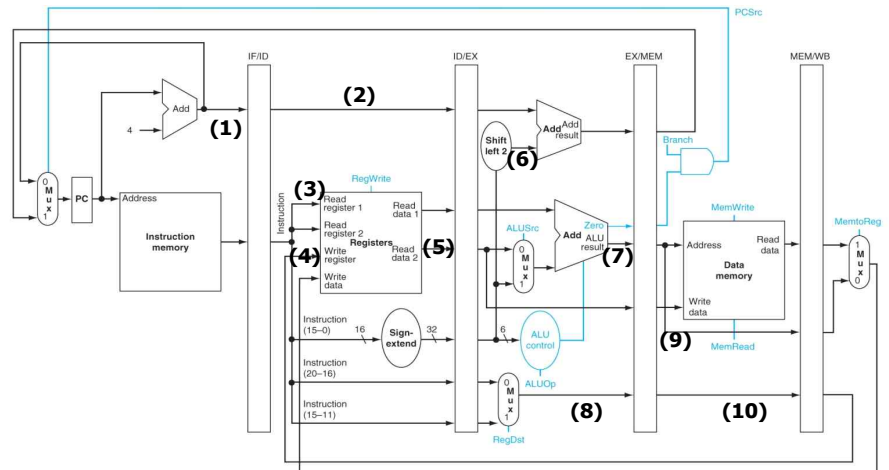 PCSrc
IF/ID
ID/EX
EX/MEM
MEM/WB
Add
4
(1)
(2)
Add
Add
result
Shift
left 2
(6)
Branch
0
M
u
x
1
PC
Address
Instruction
memory
Instruction
(3)
RegWrite
Read
register 1
Read
data 1
Read
register 2
(4)
Write
register
Registers
Read
data 2
(5)
Write
data
ALUSrc
0
M
u
x
1
Add
Zero
ALU
result
(7)
MemWrite
Address
Read
data
Data
memory
Write
data
MemRead
(9)
MemtoReg
1
M
u
x
0
Instruction
(15–0)
16
Sign-
extend
32
6
ALU
control
ALUOp
Instruction
(20–16)
Instruction
(15–11)
0
M
u
x
1
RegDst
(8)
(10)